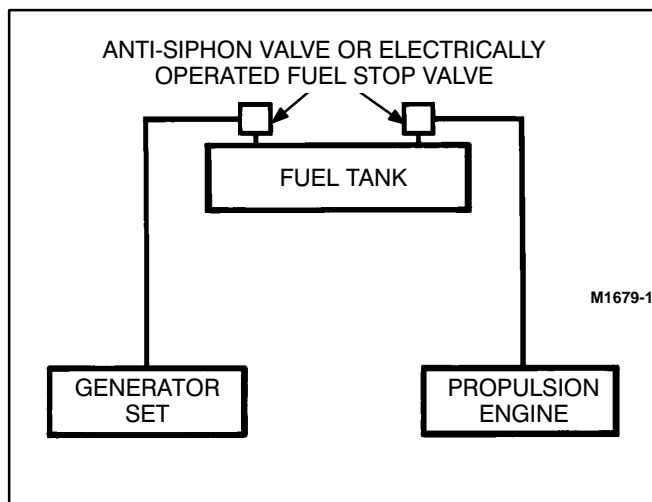 ANTI-SIPHON VALVE OR ELECTRICALLY
OPERATED FUEL STOP VALVE
FUEL TANK
M1679-1
GENERATOR
SET
PROPULSION
ENGINE